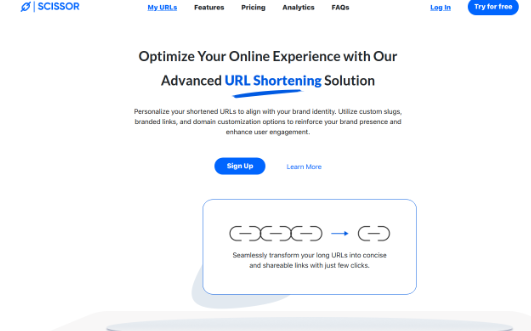 SCISSOR
My URLs Features Pricing Analytics FAQs
Log In Try for free
Optimize Your Online Experience with Our
Advanced URL Shortening Solution
Personalize your shortened URLs to align with your brand identity. Utilize custom slugs,
branded links, and domain customization options to reinforce your brand presence and
enhance user engagement.
Sign Up Learn More
Seamlessly transform your long URLs into concise
and shareable links with just few clicks.